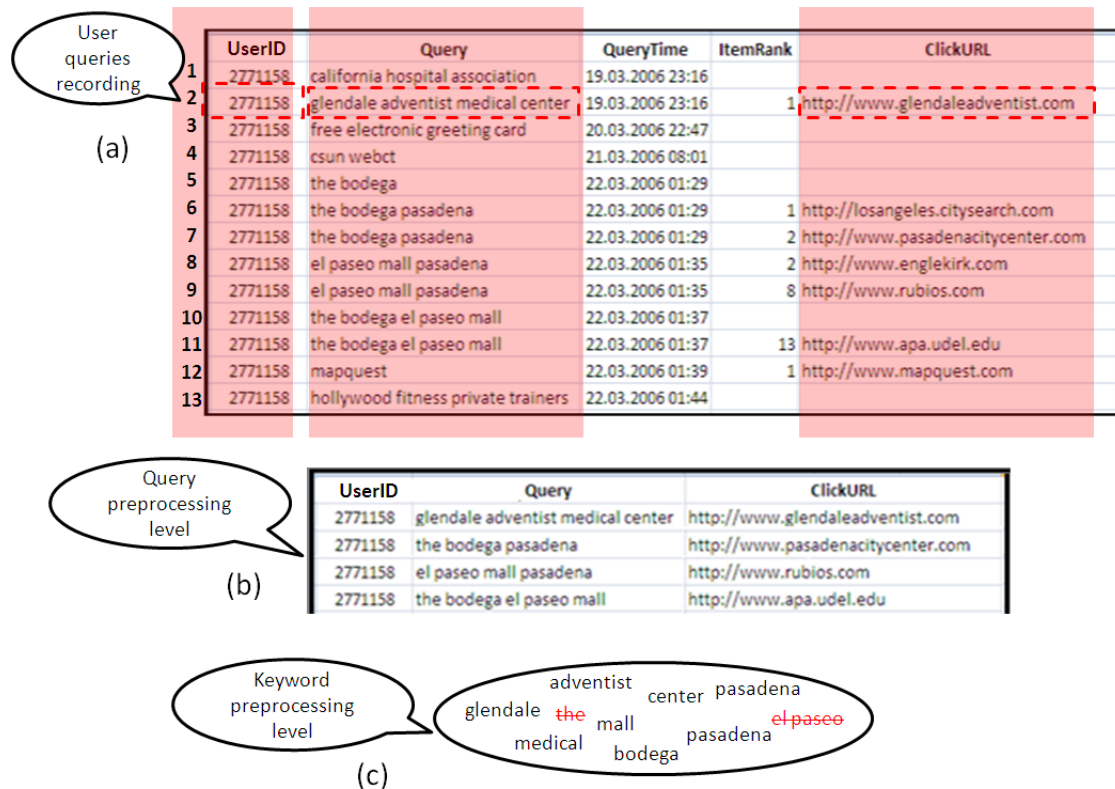 User
queries
recording
(a)
UserID Query QueryTime ItemRank ClickURL
1 2771158 california hospital association 19.03.2006 23:16
2 2771158 glendale adventist medical center 19.03.2006 23:16 1 http://www.glendaleadventist.com
3 2771158 free electronic greeting card 20.03.2006 22:47
4 2771158 csun webct 21.03.2006 08:01
5 2771158 the bodega 22.03.2006 01:29
6 2771158 the bodega pasadena 22.03.2006 01:29 1 http://losangeles.citysearch.com
7 2771158 the bodega pasadena 22.03.2006 01:29 2 http://www.pasadenacitycenter.com
8 2771158 el paseo mall pasadena 22.03.2006 01:35 2 http://www.englekirk.com
9 2771158 el paseo mall pasadena 22.03.2006 01:35 8 http://www.rubios.com
10 2771158 the bodega el paseo mall 22.03.2006 01:37
11 2771158 the bodega el paseo mall 22.03.2006 01:37 13 http://www.apa.udel.edu
12 2771158 mapquest 22.03.2006 01:39 1 http://www.mapquest.com
13 2771158 hollywood fitness private trainers 22.03.2006 01:44
Query
preprocessing
level
(b)
UserID Query ClickURL
2771158 glendale adventist medical center http://www.glendaleadventist.com
2771158 the bodega pasadena http://www.pasadenacitycenter.com
2771158 el paseo mall pasadena http://www.rubios.com
2771158 the bodega el paseo mall http://www.apa.udel.edu
Keyword
preprocessing
level
(c)
adventist center pasadena
glendale the mall el paseo
medical bodega pasadena